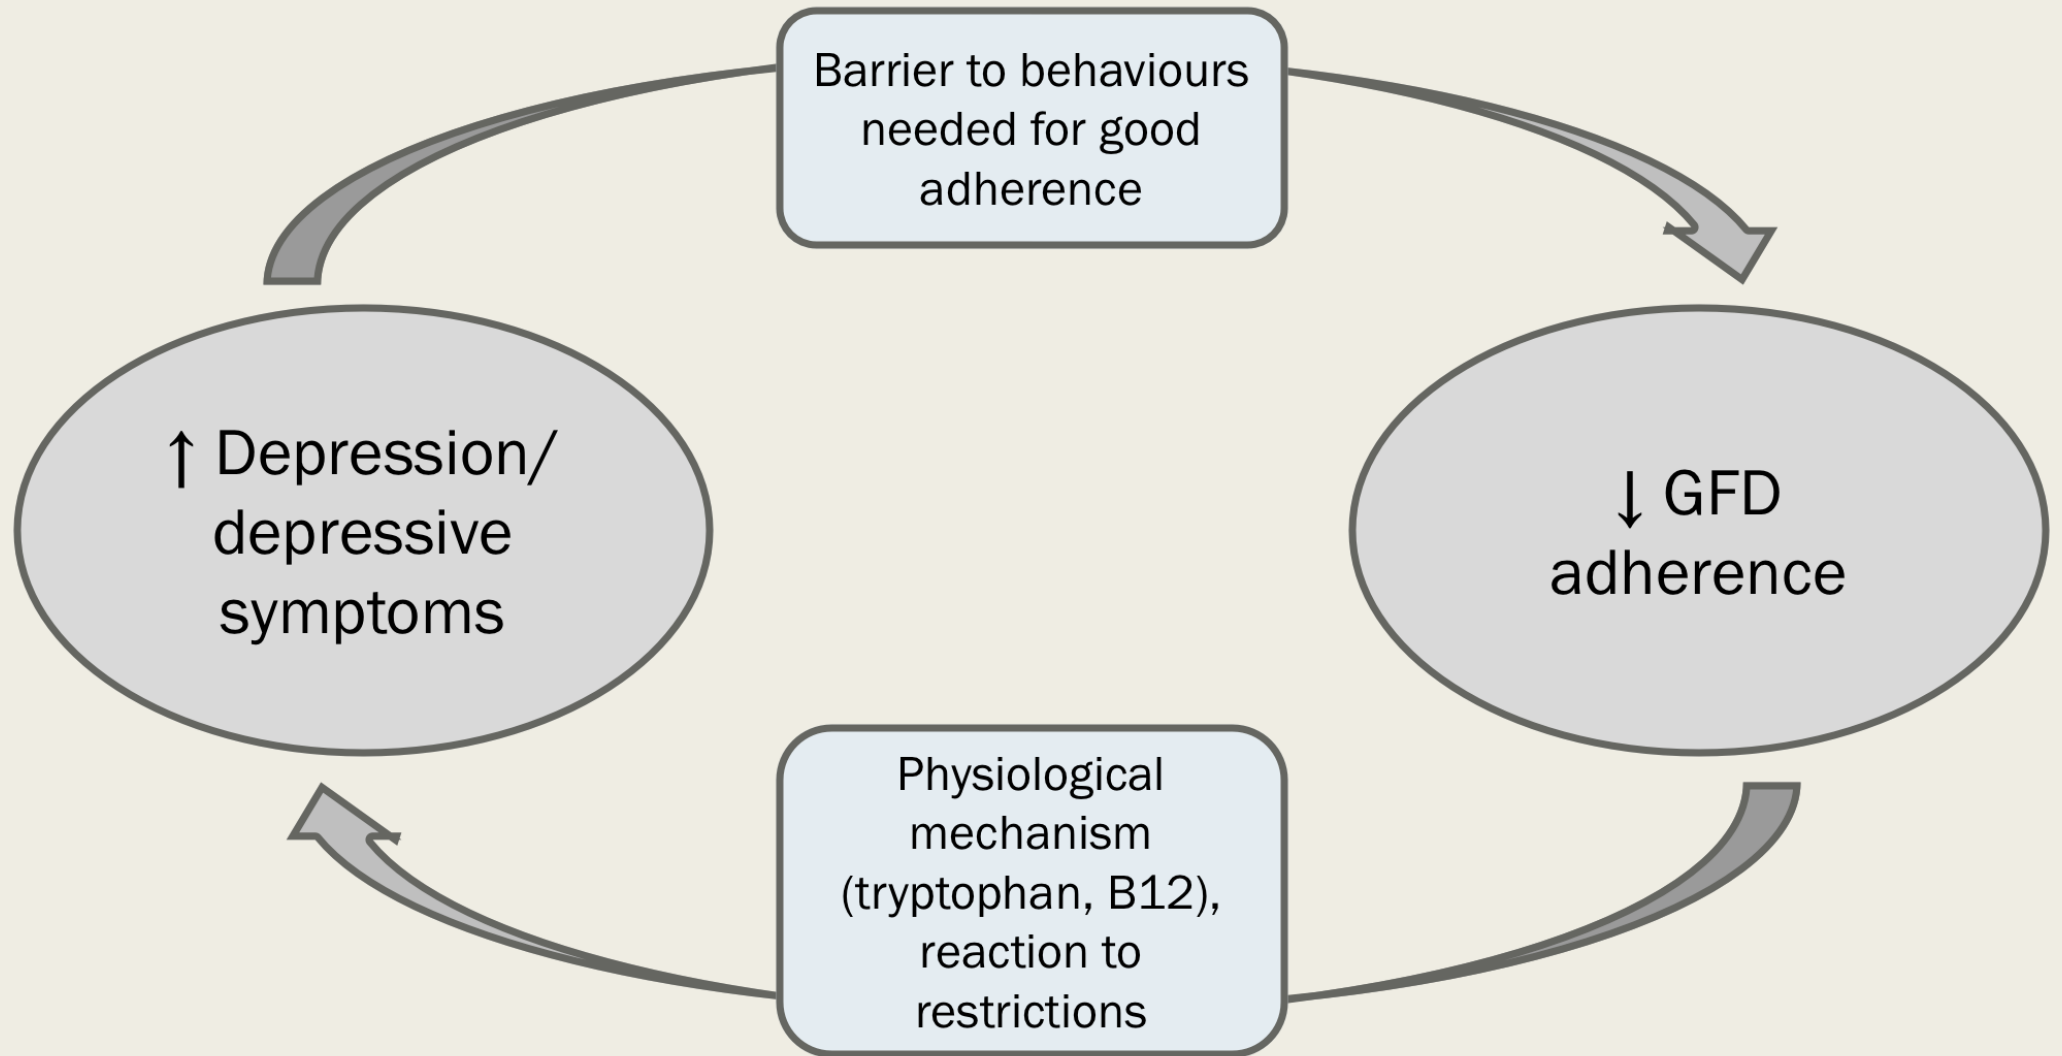 Barrier to behaviours
needed for good
adherence
↑ Depression/
depressive
symptoms
↓ GFD
adherence
Physiological
mechanism
(tryptophan, B12),
reaction to
restrictions